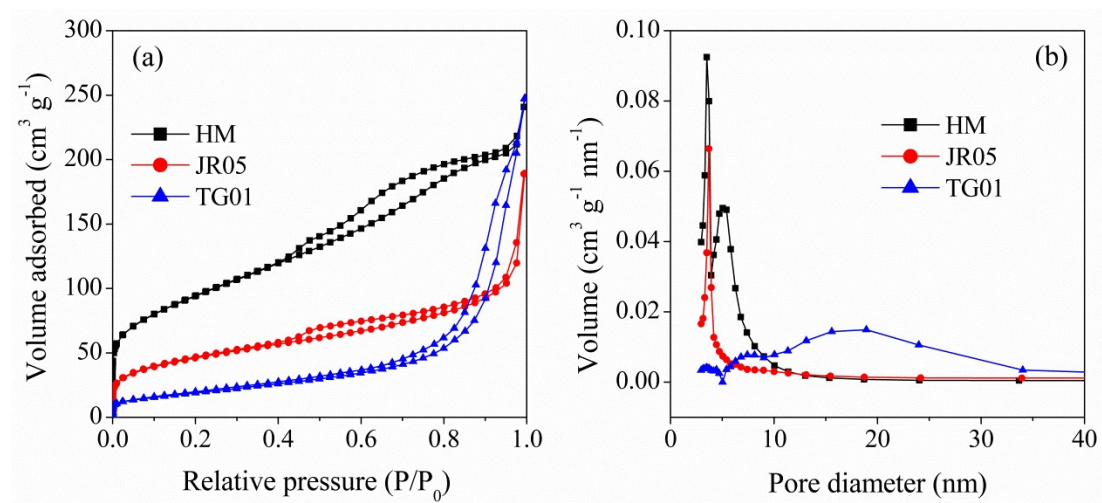 (a)
HM
JR05
TG01
300
250
200
150
100
50
0
0.0 0.2 0.4 0.6 0.8 1.0
Volume adsorbed (cm³ g⁻¹)
Relative pressure (P/P₀)
(b)
HM
JR05
TG01
0.10
0.08
0.06
0.04
0.02
0.00
0 10 20 30 40
Volume (cm³ g⁻¹ nm⁻¹)
Pore diameter (nm)